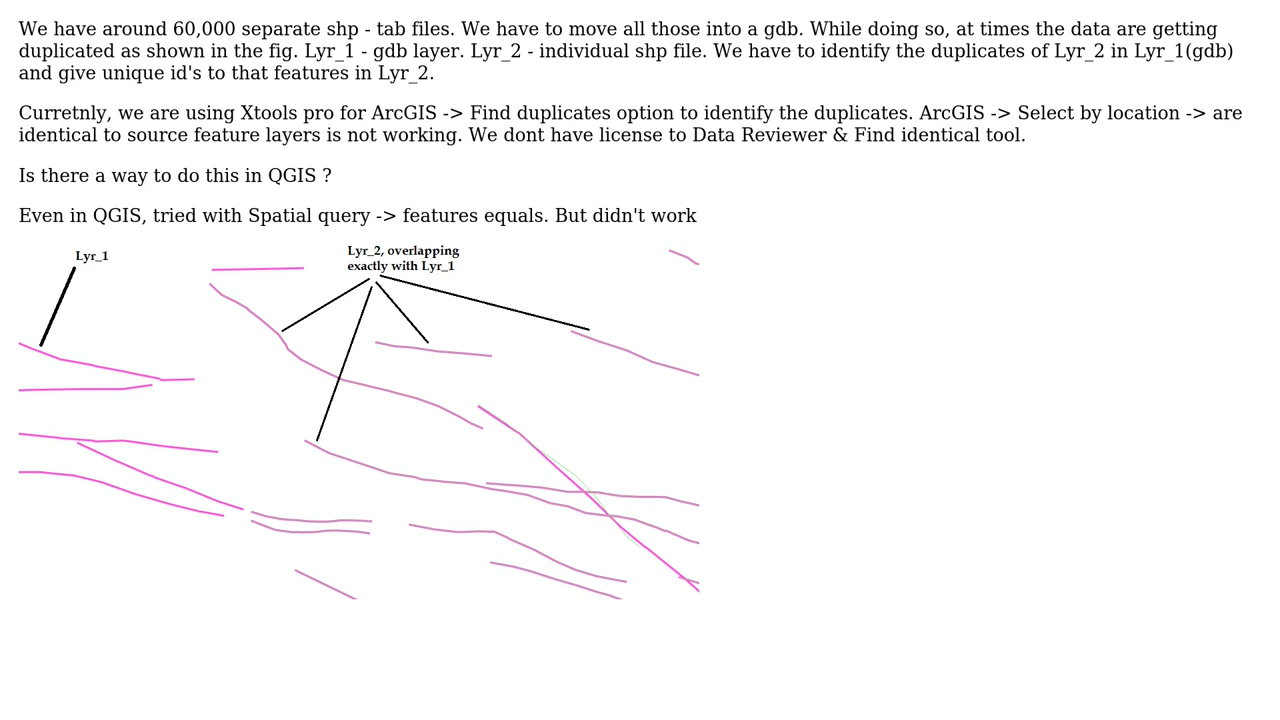 We have around 60,000 separate shp - tab files. We have to move all those into a gdb. While doing so, at times the data are getting
duplicated as shown in the fig. Lyr_1 - gdb layer. Lyr_2 - individual shp file. We have to identify the duplicates of Lyr_2 in Lyr_1(gdb)
and give unique id's to that features in Lyr_2.
Curretnly, we are using Xtools pro for ArcGIS -> Find duplicates option to identify the duplicates. ArcGIS -> Select by location -> are
identical to source feature layers is not working. We dont have license to Data Reviewer & Find identical tool.
Is there a way to do this in QGIS ?
Even in QGIS, tried with Spatial query -> features equals. But didn't work
Lyr_1
Lyr_2, overlapping
exactly with Lyr_1